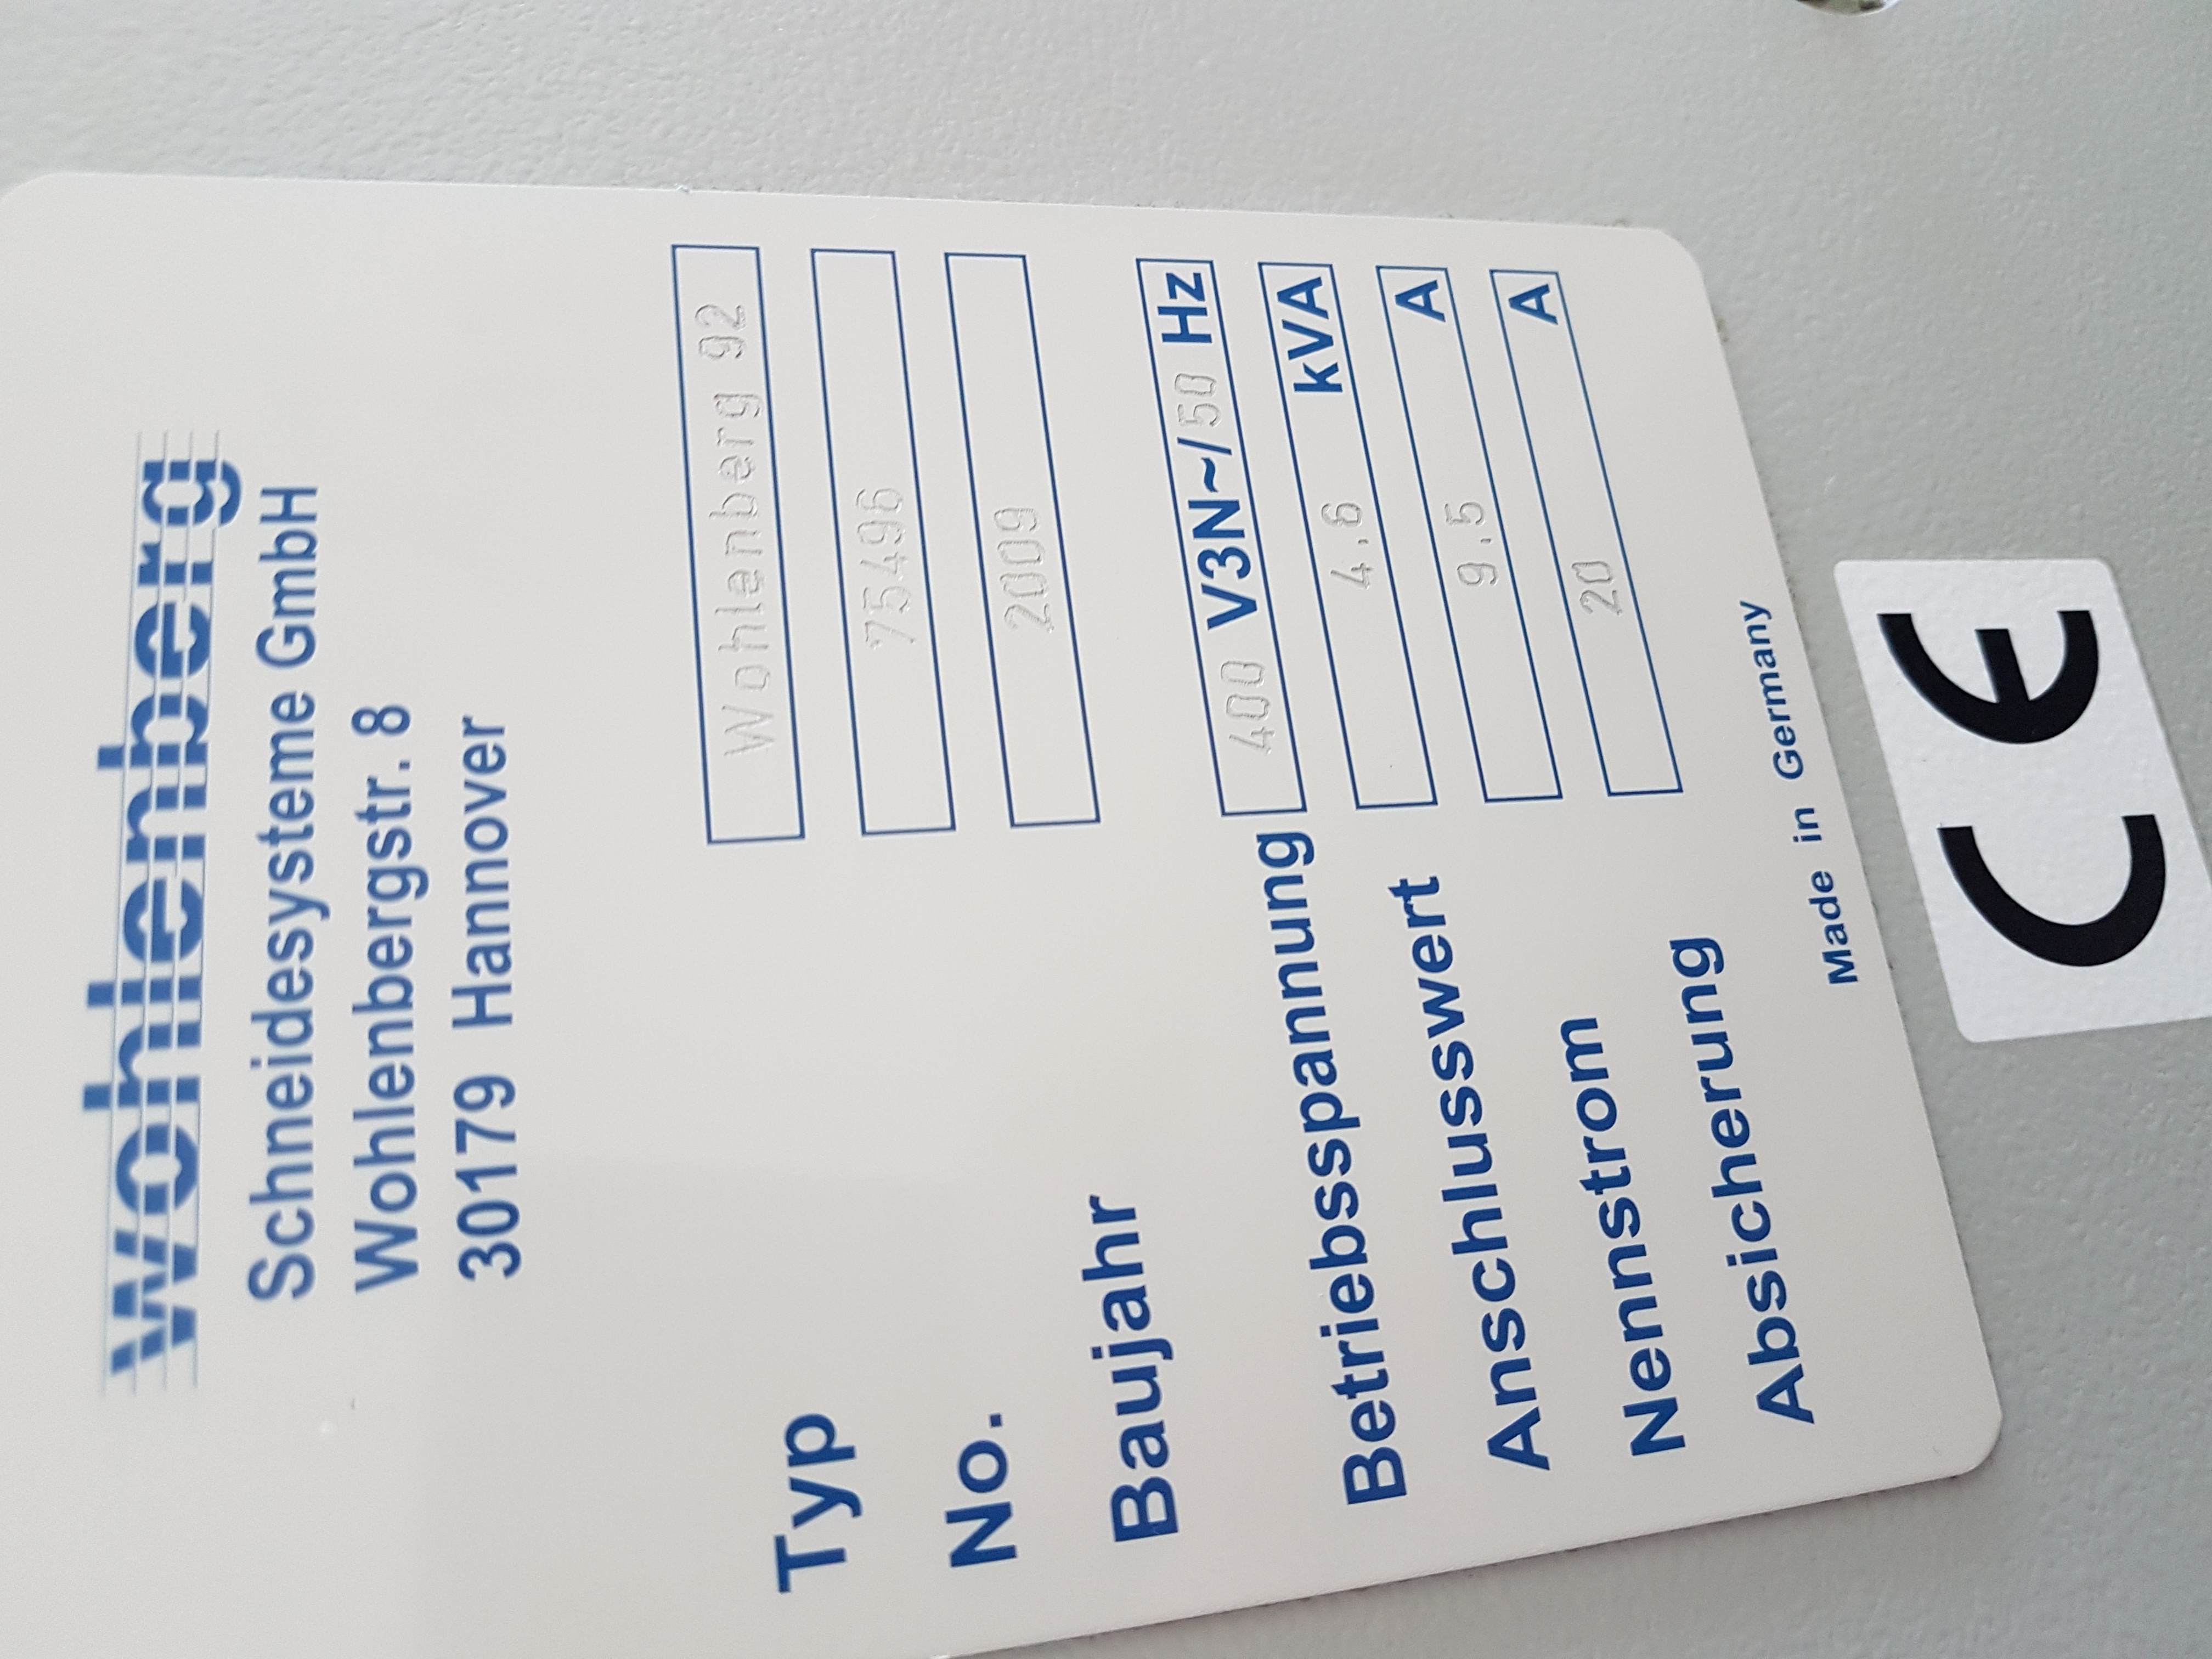 wohlenberg
Schneidesysteme GmbH
Wohlenbergstr. 8
30179 Hannover
Typ Wohlenberg 92
No. 75496
Baujahr 2009
Betriebsspannung 400 V3N~/50 Hz
Anschlusswert 4.6 kVA
Nennstrom 9.5 A
Absicherung 20 A
Made in Germany
CE